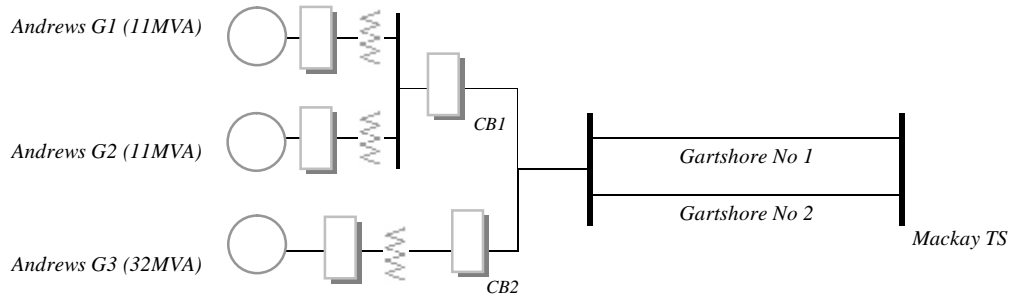 Andrews G1 (11MVA)
CB1
Andrews G2 (11MVA)
Gartshore No 1
Gartshore No 2
Mackay TS
Andrews G3 (32MVA)
CB2